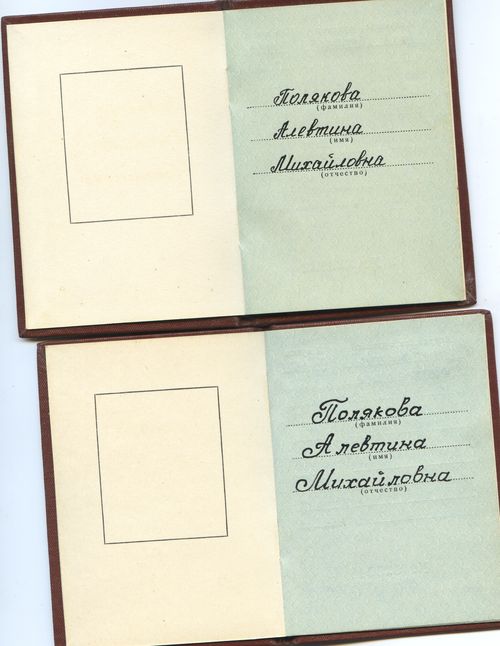 Полякова
(фамилия)
Алевтина
(имя)
Михайловна
(отчество)
Полякова
(фамилия)
Алевтина
(имя)
Михайловна
(отчество)